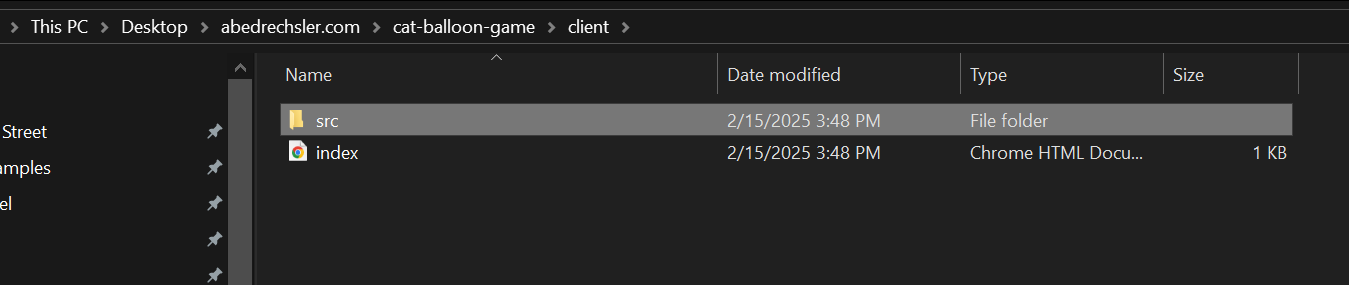 This PC > Desktop > abedrechsler.com > cat-balloon-game > client >
Name Date modified Type Size
Street
amples
el
src 2/15/2025 3:48 PM File folder
index 2/15/2025 3:48 PM Chrome HTML Docu... 1 KB